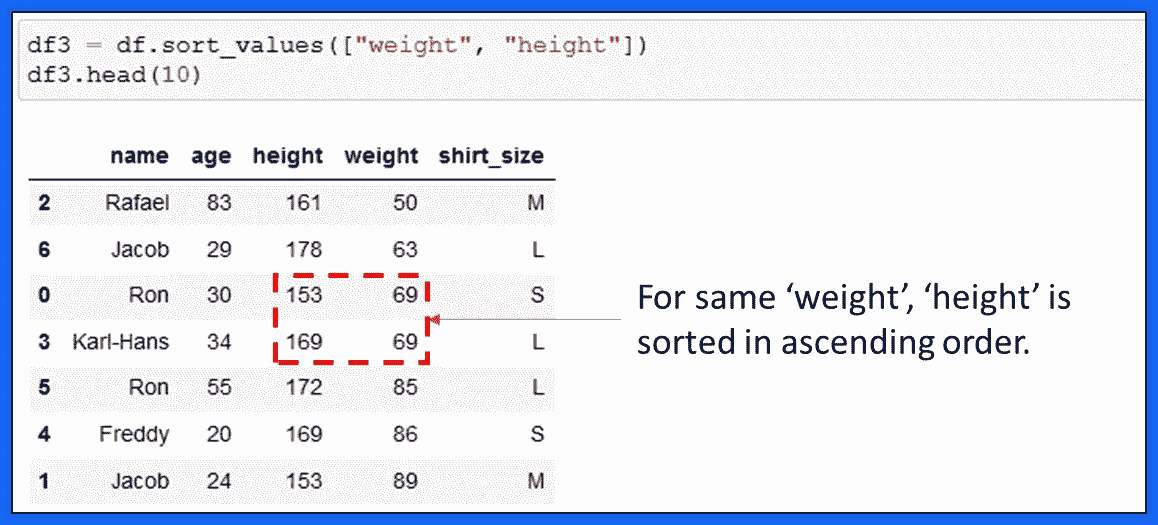 df3 = df.sort_values(["weight", "height"])
df3.head(10)
name age height weight shirt_size
2 Rafael 83 161 50 M
6 Jacob 29 178 63 L
0 Ron 30 153 69 S
3 Karl-Hans 34 169 69 L
5 Ron 55 172 85 L
4 Freddy 20 169 86 S
1 Jacob 24 153 89 M
For same ‘weight’, ‘height’ is
sorted in ascending order.